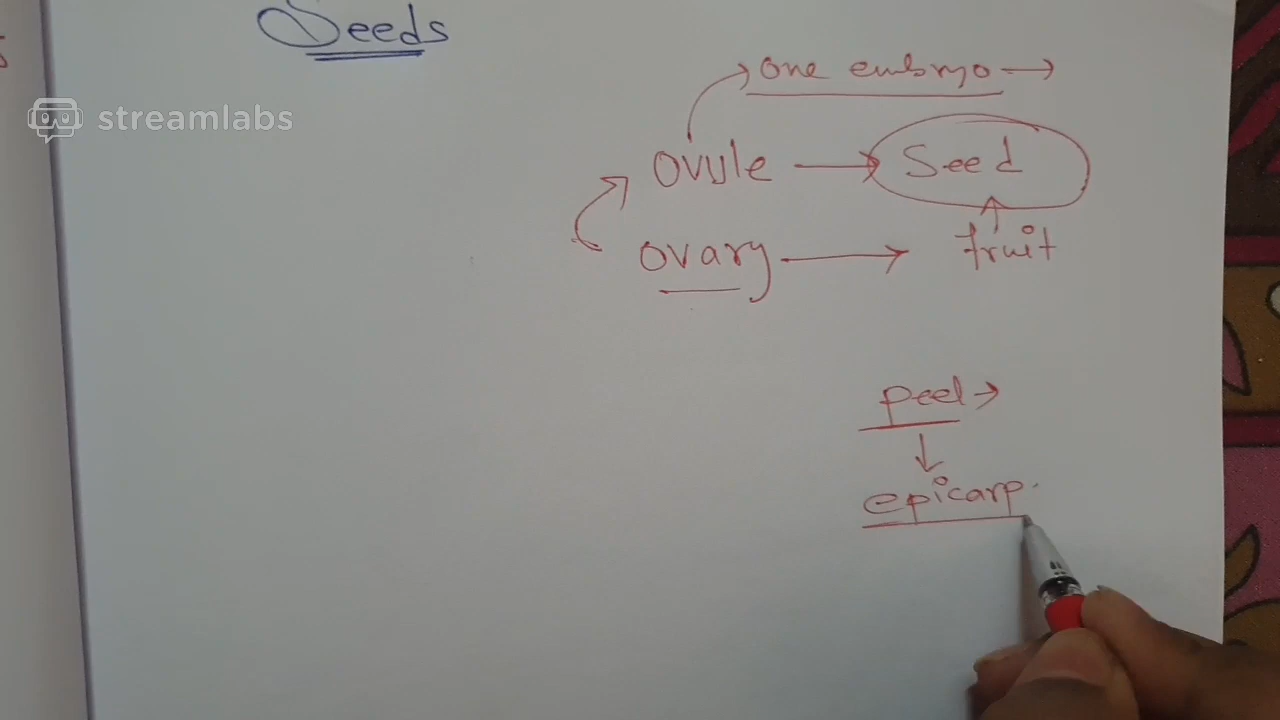 Seeds
streamlabs
one embryo →
ovule → Seed
ovary → fruit
peel →
↓
epicarp.